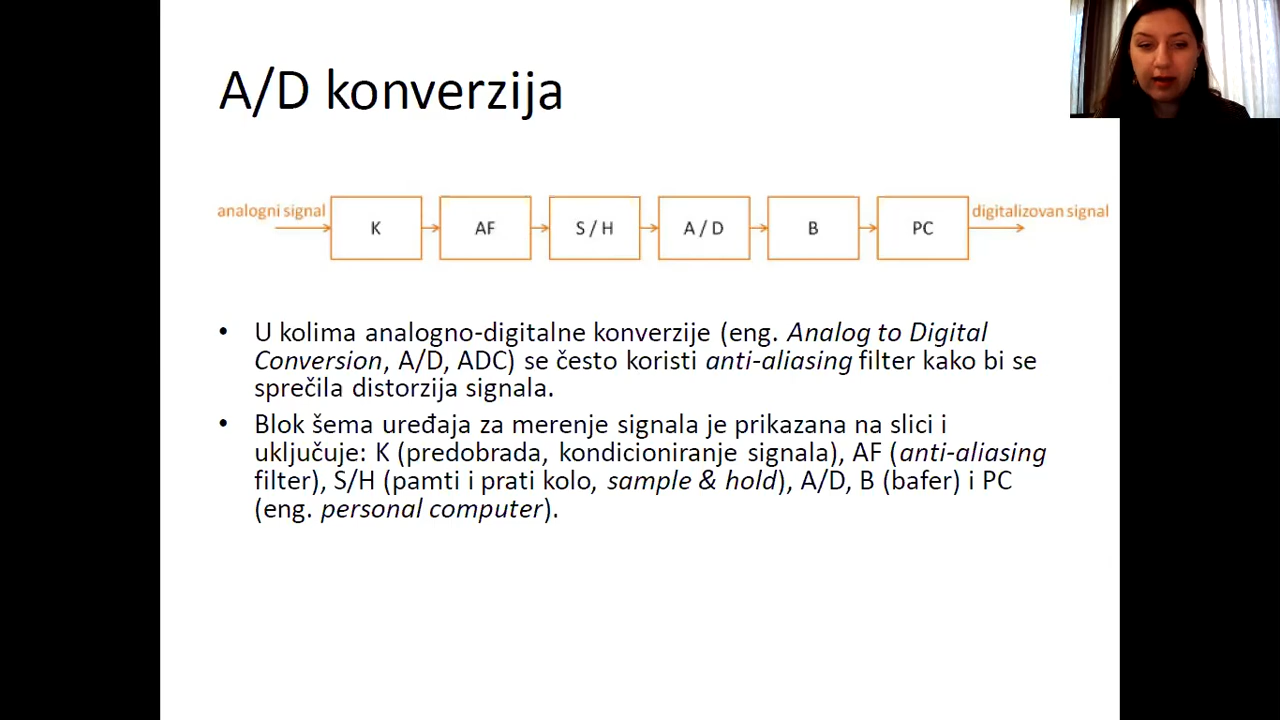 A/D konverzija
analogni signal
K
AF
S / H
A / D
B
PC
digitalizovan signal
• U kolima analogno-digitalne konverzije (eng. Analog to Digital
Conversion, A/D, ADC) se često koristi anti-aliasing filter kako bi se
sprečila distorzija signala.
• Blok šema uređaja za merenje signala je prikazana na slici i
uključuje: K (predobrada, kondicioniranje signala), AF (anti-aliasing
filter), S/H (pamti i prati kolo, sample & hold), A/D, B (bafer) i PC
(eng. personal computer).